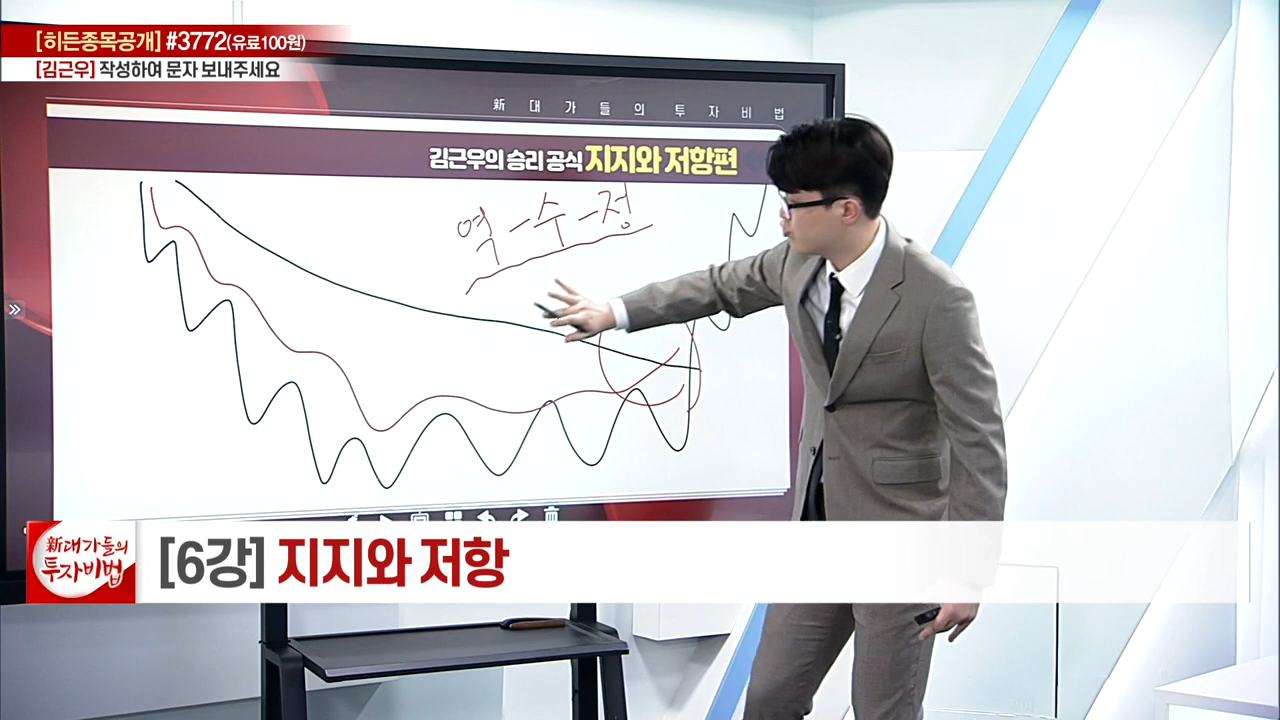 [히든종목공개] #3772(유료100원)
[김근우] 작성하여 문자 보내주세요
新 대 가 들 의 투 자 비 법
김근우의 승리 공식 지지와 저항편
역-수-정
新대가들의
투자비법
[6강] 지지와 저항